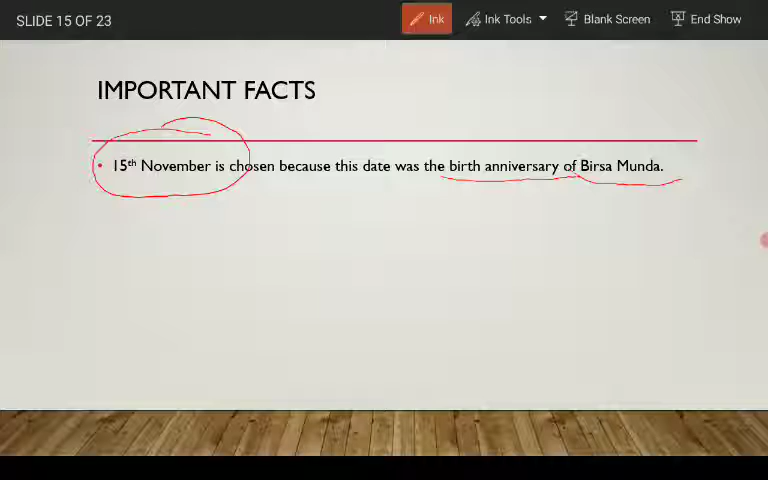 SLIDE 15 OF 23 Ink Ink Tools Blank Screen End Show
IMPORTANT FACTS
• 15th November is chosen because this date was the birth anniversary of Birsa Munda.